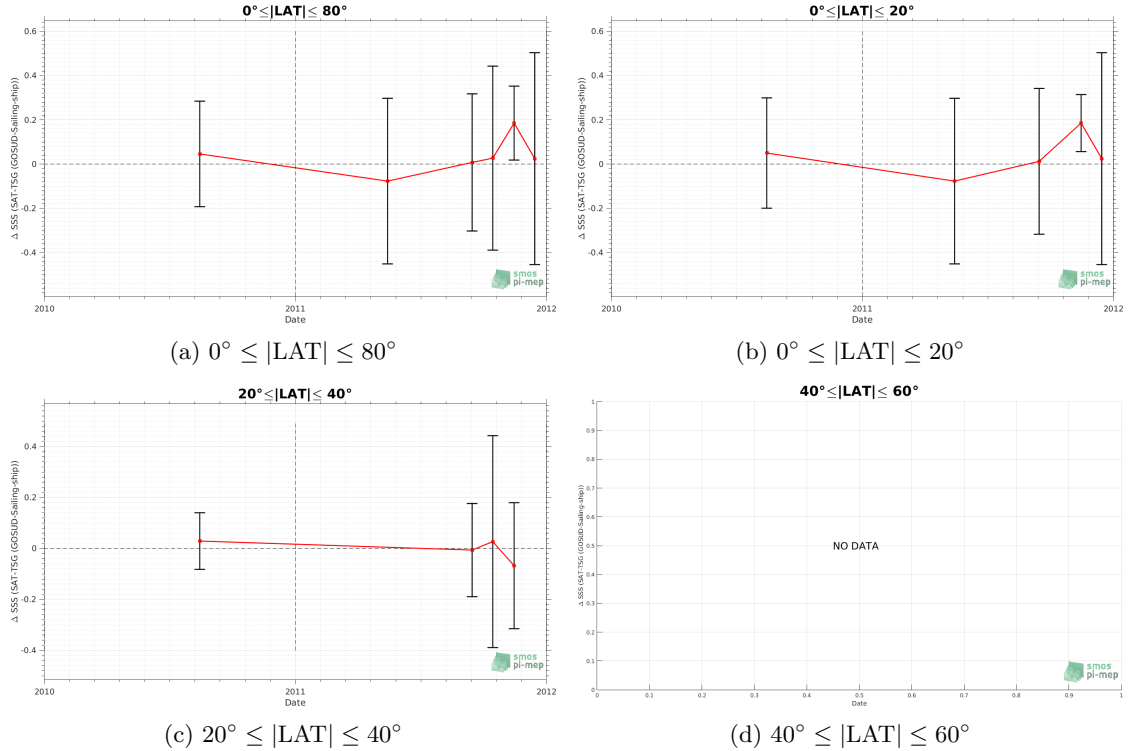 0°≤|LAT|≤ 80°
0.6
0.4
0.2
0
-0.2
-0.4
Δ SSS (SAT-TSG (GOSUD-Sailing-ship))
smos
pi-mep
2010
2011
2012
Date
(a) 0° ≤ |LAT| ≤ 80°
0°≤|LAT|≤ 20°
0.6
0.4
0.2
0
-0.2
-0.4
Δ SSS (SAT-TSG (GOSUD-Sailing-ship))
smos
pi-mep
2010
2011
2012
Date
(b) 0° ≤ |LAT| ≤ 20°
20°≤|LAT|≤ 40°
0.4
0.2
0
-0.2
-0.4
Δ SSS (SAT-TSG (GOSUD-Sailing-ship))
smos
pi-mep
2010
2011
2012
Date
(c) 20° ≤ |LAT| ≤ 40°
40°≤|LAT|≤ 60°
1
0.9
0.8
0.7
0.6
0.5
0.4
0.3
0.2
0.1
0
Δ SSS (SAT-TSG (GOSUD-Sailing-ship))
NO DATA
smos
pi-mep
0
0.1
0.2
0.3
0.4
0.5
0.6
0.7
0.8
0.9
1
Date
(d) 40° ≤ |LAT| ≤ 60°